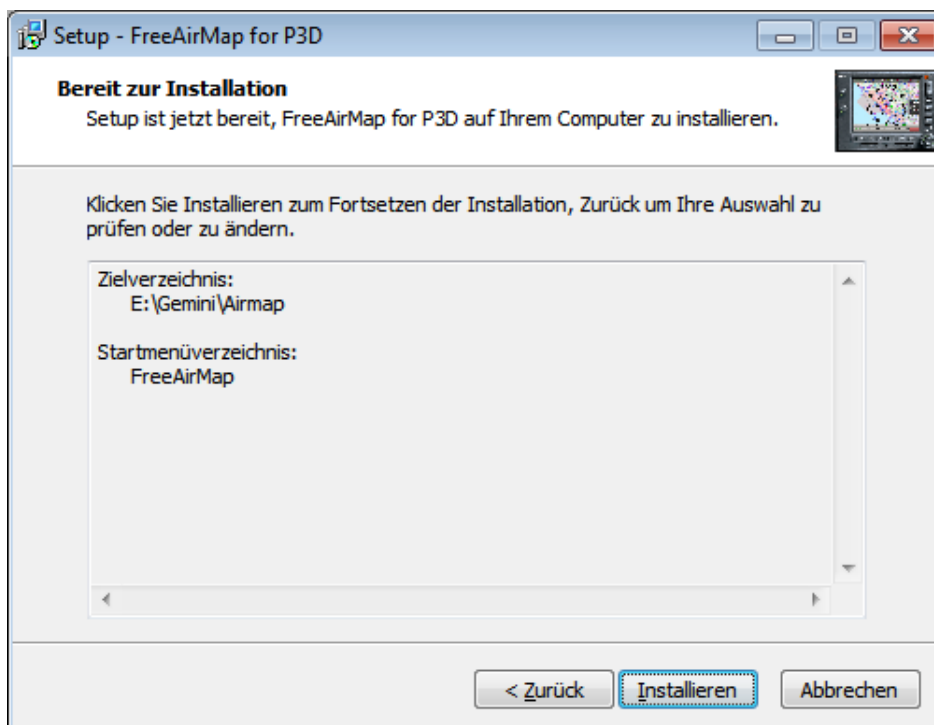 Setup - FreeAirMap for P3D
Bereit zur Installation
Setup ist jetzt bereit, FreeAirMap for P3D auf Ihrem Computer zu installieren.
Klicken Sie Installieren zum Fortsetzen der Installation, Zurück um Ihre Auswahl zu
prüfen oder zu ändern.
Zielverzeichnis:
E:\Gemini\Airmap
Startmenüverzeichnis:
FreeAirMap
< Zurück Installieren Abbrechen